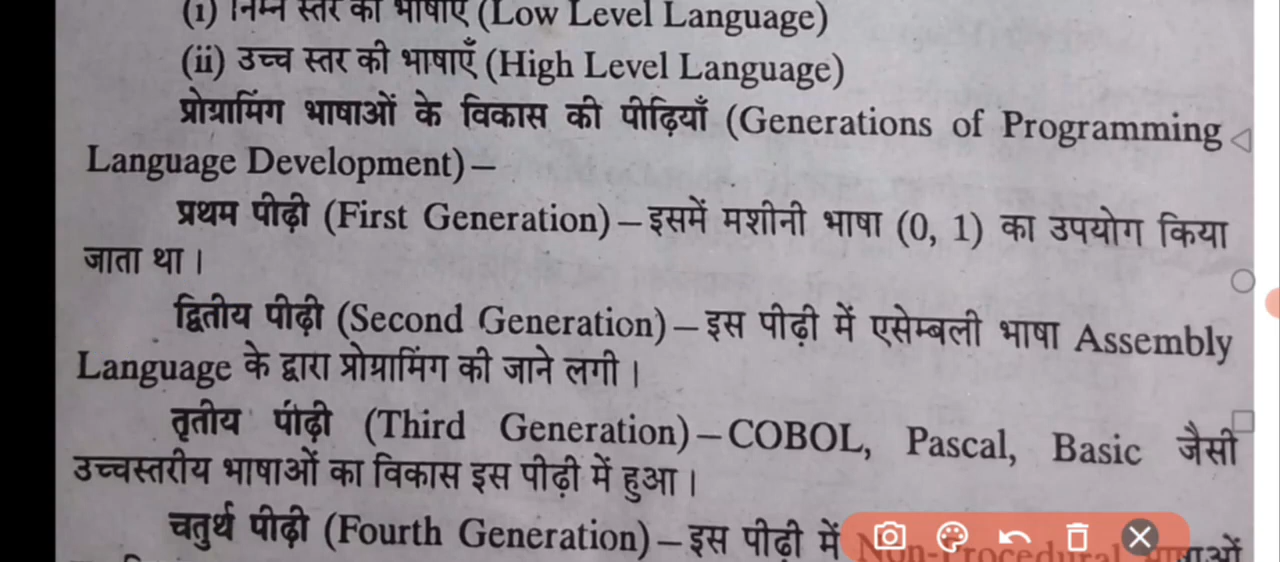 (i) निम्न स्तर की भाषाएँ (Low Level Language)
(ii) उच्च स्तर की भाषाएँ (High Level Language)
प्रोग्रामिंग भाषाओं के विकास की पीढ़ियाँ (Generations of Programming
Language Development) –
प्रथम पीढ़ी (First Generation) – इसमें मशीनी भाषा (0, 1) का उपयोग किया
जाता था ।
द्वितीय पीढ़ी (Second Generation) – इस पीढ़ी में एसेम्बली भाषा Assembly
Language के द्वारा प्रोग्रामिंग की जाने लगी ।
तृतीय पीढ़ी (Third Generation) – COBOL, Pascal, Basic जैसी
उच्चस्तरीय भाषाओं का विकास इस पीढ़ी में हुआ ।
चतुर्थ पीढ़ी (Fourth Generation) – इस पीढ़ी में Non-Procedural भाषाओं